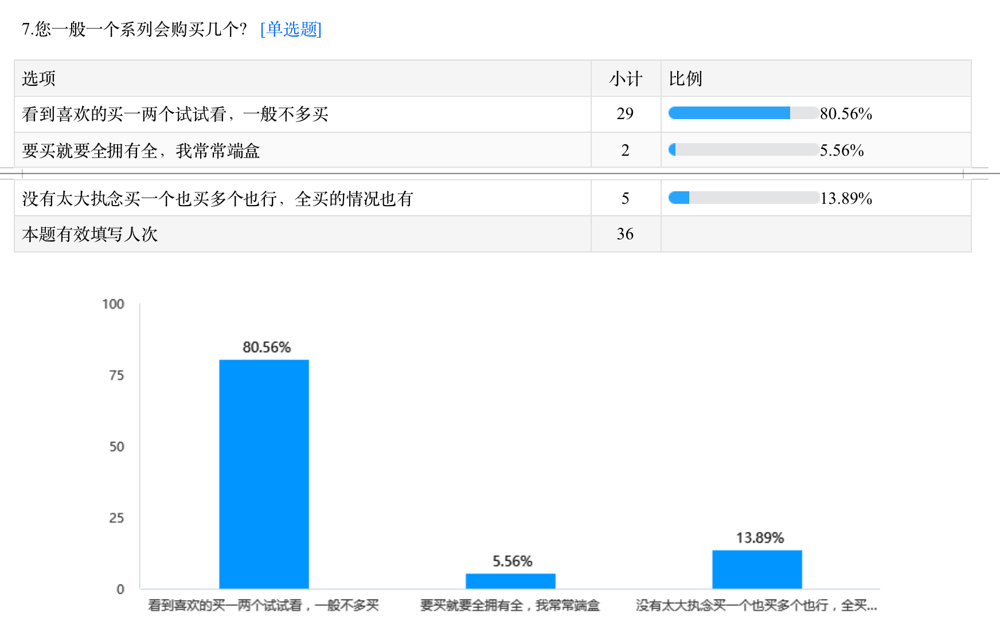 7.您一般一个系列会购买几个？ [单选题]
选项 小计 比例
看到喜欢的买一两个试试看，一般不多买 29 80.56%
要买就要全拥有全，我常常端盒 2 5.56%
没有太大执念买一个也买多个也行，全买的情况也有 5 13.89%
本题有效填写人次 36
100
80.56%
75
50
25
13.89%
5.56%
0
看到喜欢的买一两个试试看，一般不多买 要买就要全拥有全，我常常端盒 没有太大执念买一个也买多个也行，全买...